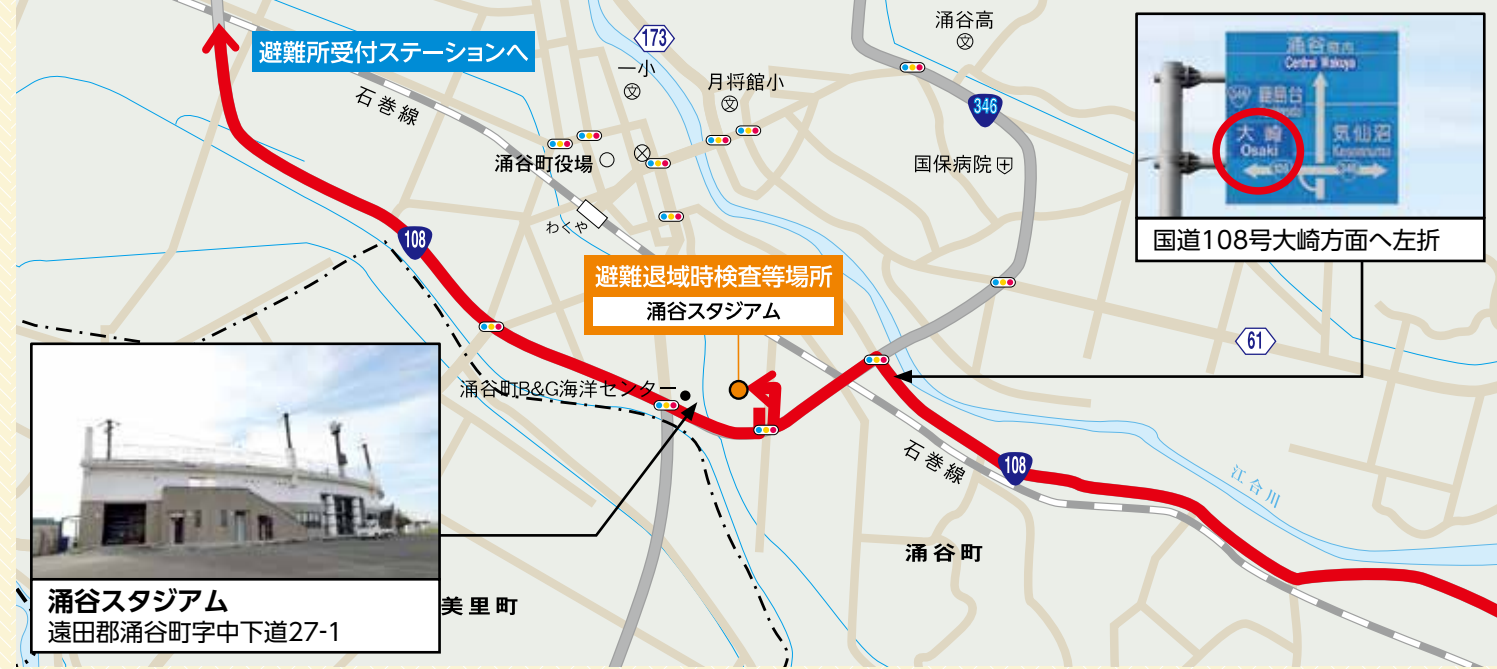 避難所受付ステーションへ
173
一小
月将館小
涌谷高
346
石巻線
涌谷町役場
国保病院
わくや
108
避難退域時検査等場所
涌谷スタジアム
涌谷町B&G海洋センター
61
石巻線
108
江合川
涌谷町
美里町
涌谷町内
Central Wakuya
346
鹿島台
大崎
Osaki
気仙沼
Kesennuma
108
346
国道108号大崎方面へ左折
涌谷スタジアム
遠田郡涌谷町字中下道27-1